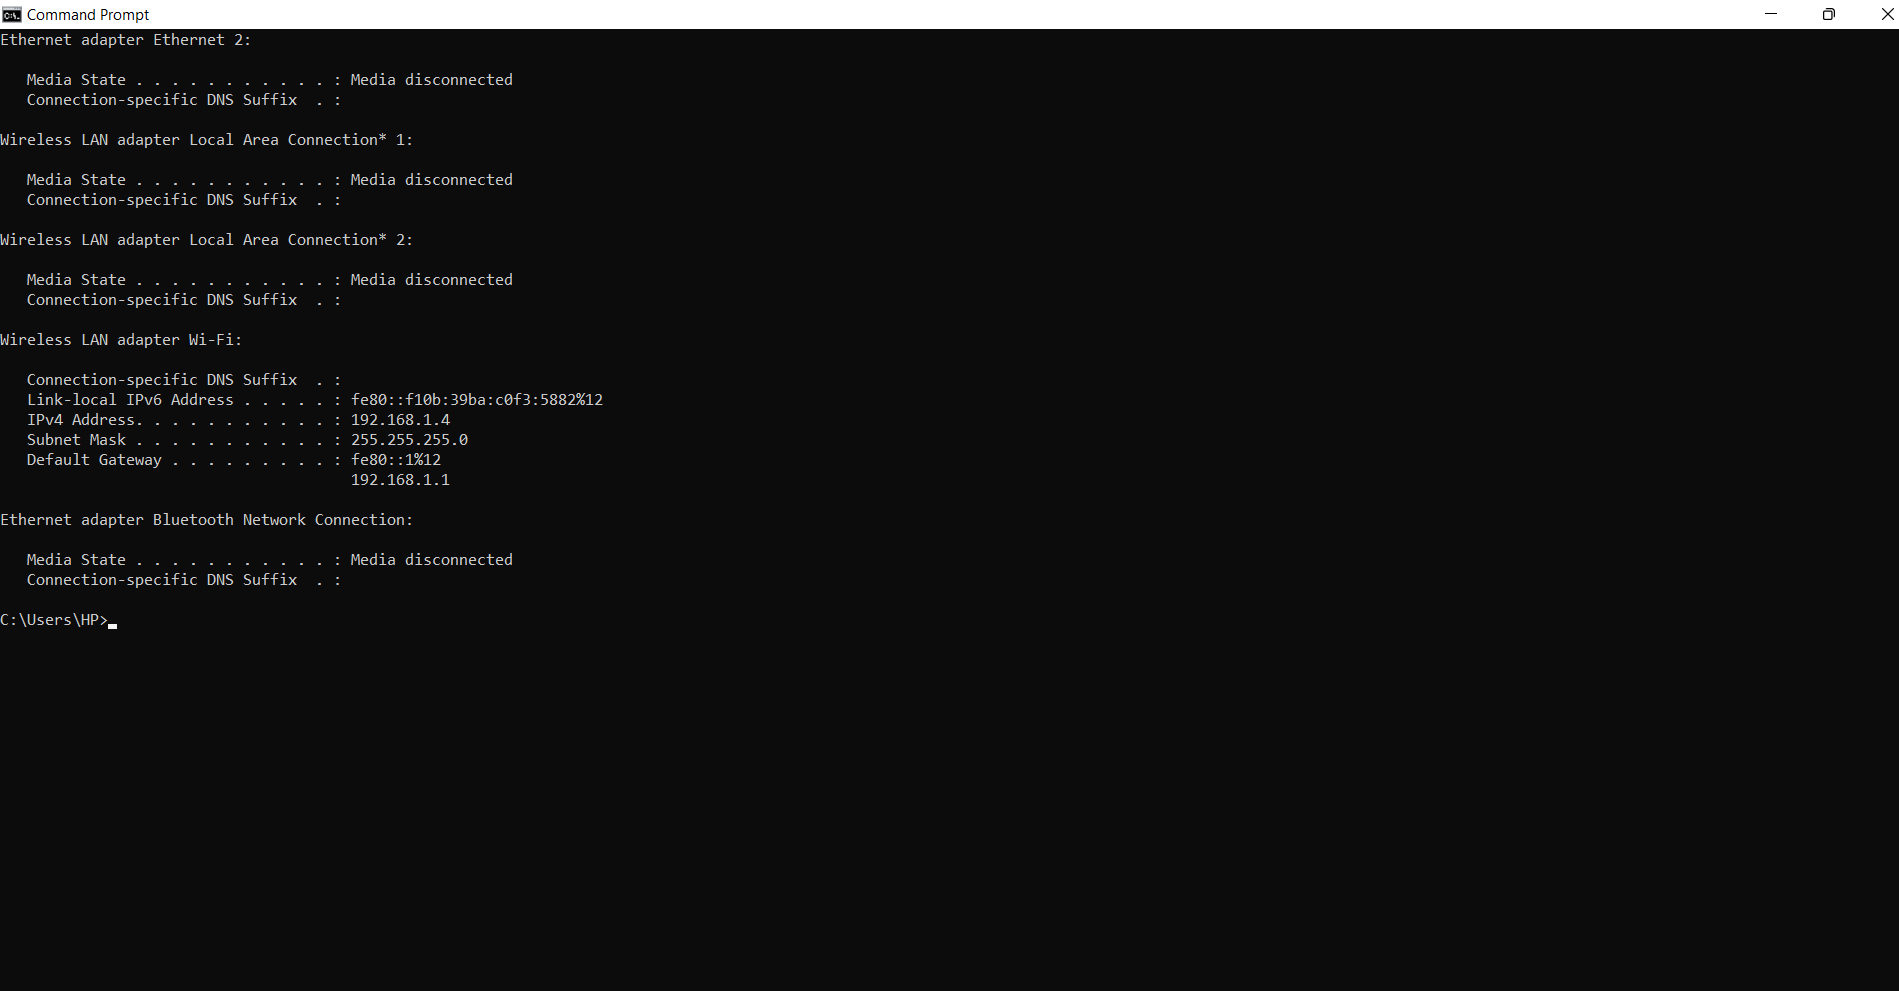 Command Prompt
Ethernet adapter Ethernet 2:
   Media State . . . . . . . . . . . : Media disconnected
   Connection-specific DNS Suffix  . :
Wireless LAN adapter Local Area Connection* 1:
   Media State . . . . . . . . . . . : Media disconnected
   Connection-specific DNS Suffix  . :
Wireless LAN adapter Local Area Connection* 2:
   Media State . . . . . . . . . . . : Media disconnected
   Connection-specific DNS Suffix  . :
Wireless LAN adapter Wi-Fi:
   Connection-specific DNS Suffix  . :
   Link-local IPv6 Address . . . . . : fe80::f10b:39ba:c0f3:5882%12
   IPv4 Address. . . . . . . . . . . : 192.168.1.4
   Subnet Mask . . . . . . . . . . . : 255.255.255.0
   Default Gateway . . . . . . . . . : fe80::1%12
                                       192.168.1.1
Ethernet adapter Bluetooth Network Connection:
   Media State . . . . . . . . . . . : Media disconnected
   Connection-specific DNS Suffix  . :
C:\Users\HP>